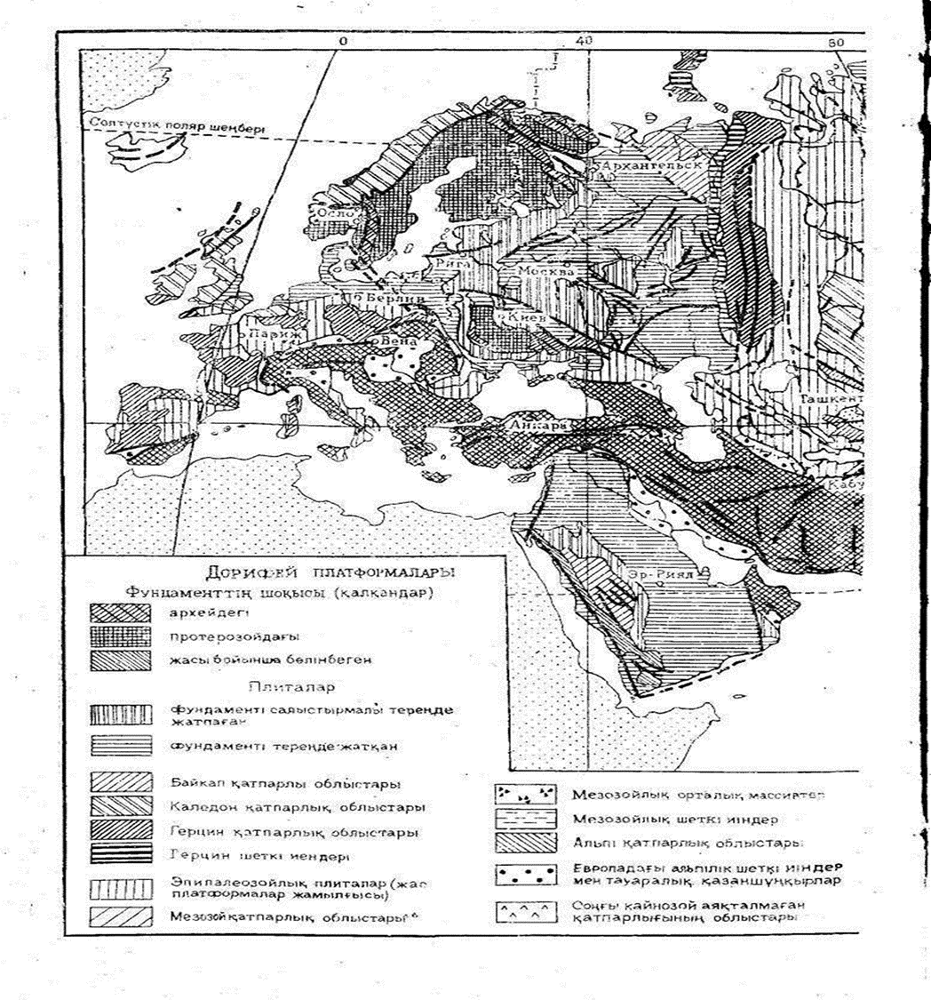 0 40 80
Солтүстік поляр шеңбері
Архангельск
Осло
Рига
Москва
Берлин
Киев
Париж
Вена
Ташкент
Анкара
Кабу
Эр-Рияд
ДОРИФЕЙ ПЛАТФОРМАЛАРЫ
Фундаменттің шоқысы (қалқандар)
архейдегі
протерозойдағы
жасы бойынша бөлінбеген
Плиталар
фундаменті салыстырмалы тереңде
жатпаған
фундаменті тереңде жатқан
Байкал қатпарлы облыстары
Каледон қатпарлық облыстары
Герцин қатпарлық облыстары
Герцин шеткі иендері
Эпипалеозойлық плиталар (жас
платформалар жамылғысы)
Мезозой қатпарлық облыстары
Мезозойлық орталық массивтер
Мезозойлық шеткі иіндер
Альпі қатпарлық облыстары
Европадағы альпілік шеткі иіндер
мен тауаралық қазаншұңқырлар
Соңғы кайнозой аяқталмаған
қатпарлығының облыстары